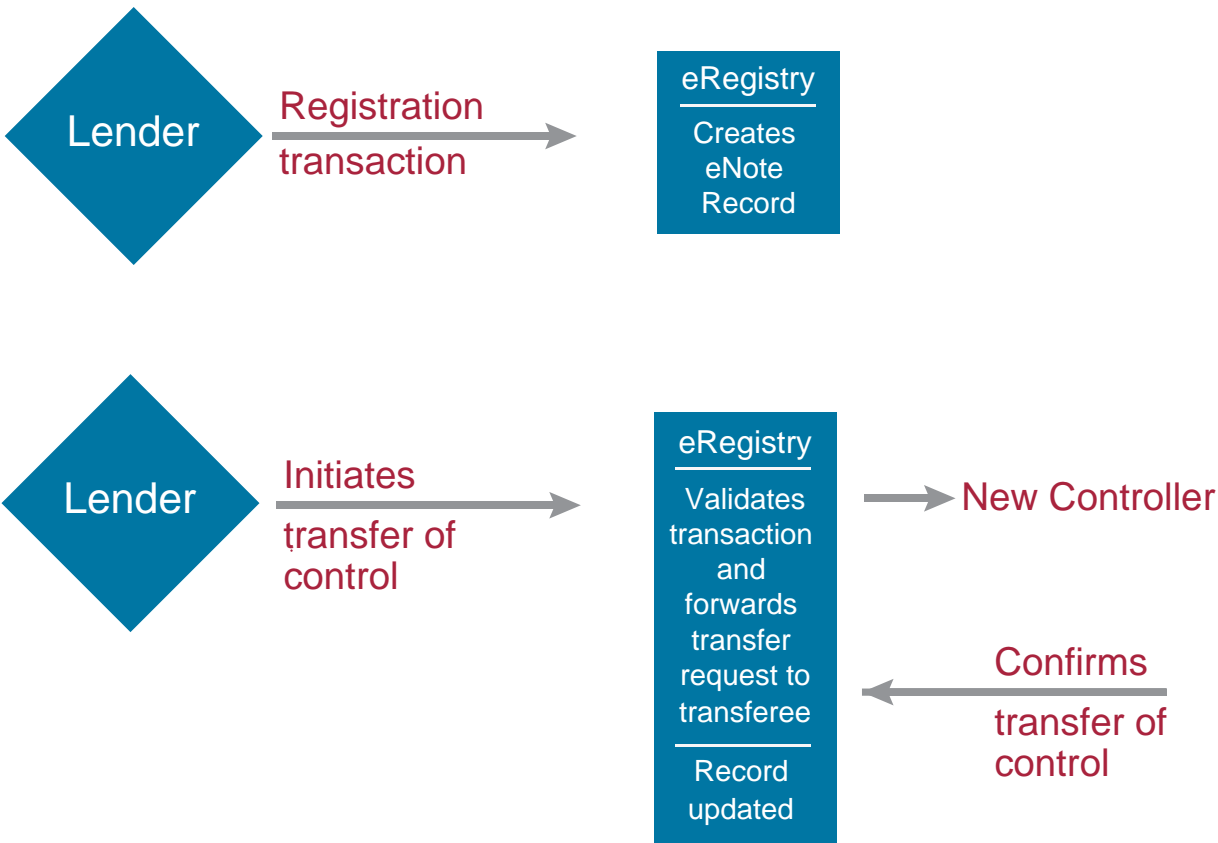 Lender
Registration
transaction
eRegistry
Creates
eNote
Record
Lender
Initiates
transfer of
control
eRegistry
Validates
transaction
and
forwards
transfer
request to
transferee
Record
updated
New Controller
Confirms
transfer of
control